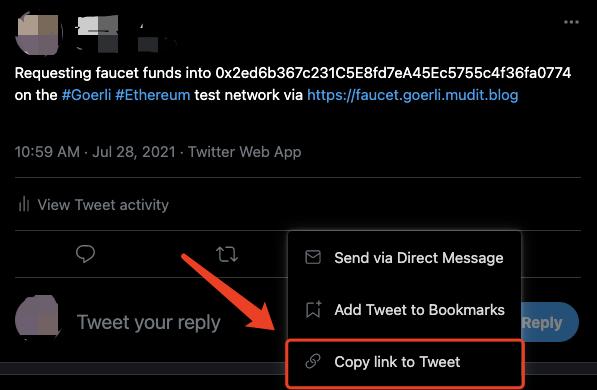 Requesting faucet funds into 0x2ed6b367c231C5E8fd7eA45Ec5755c4f36fa0774
on the #Goerli #Ethereum test network via https://faucet.goerli.mudit.blog
10:59 AM · Jul 28, 2021 · Twitter Web App
View Tweet activity
Send via Direct Message
Add Tweet to Bookmarks
Tweet your reply
Reply
Copy link to Tweet